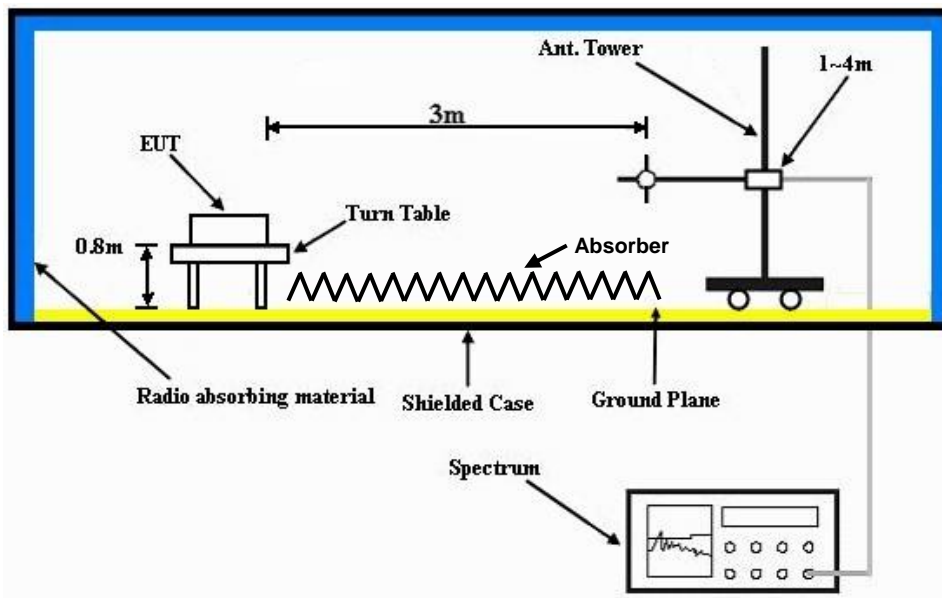 Ant. Tower
1~4m
3m
EUT
Turn Table
0.8m
Absorber
Radio absorbing material
Shielded Case
Ground Plane
Spectrum